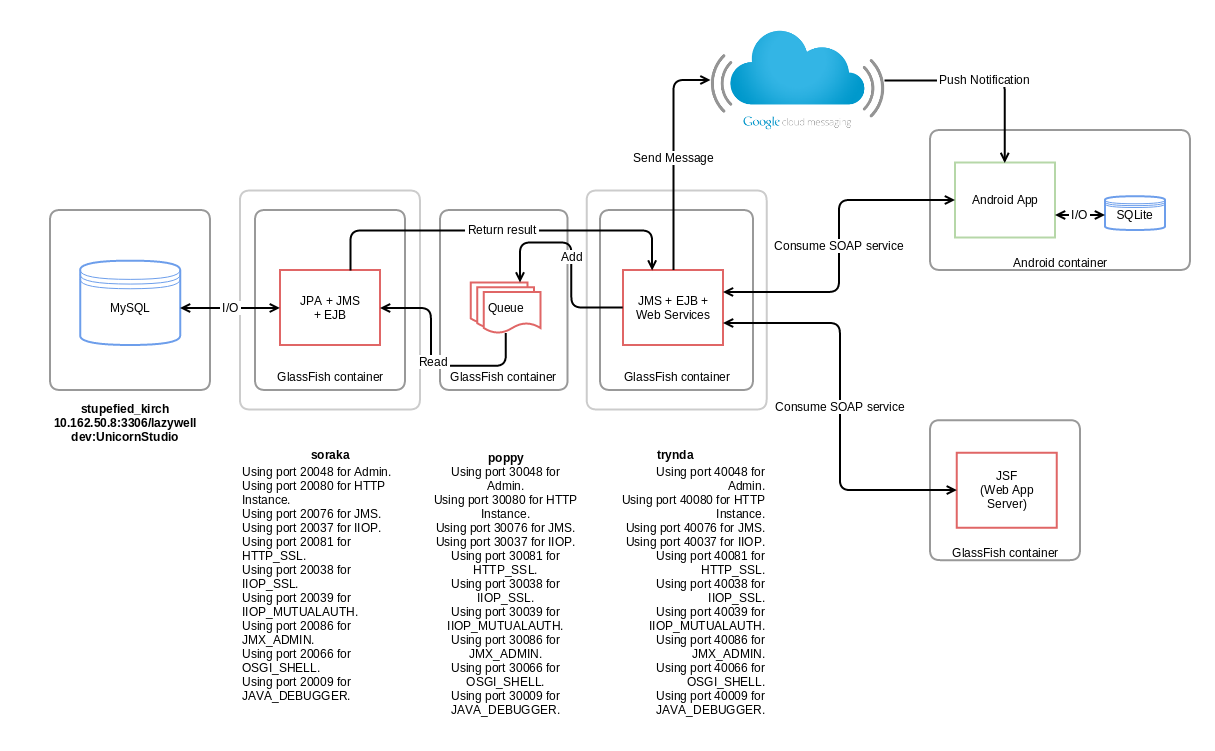 Google cloud messaging
Push Notification
Send Message
Android App
I/O
SQLite
Android container
Consume SOAP service
Return result
Add
MySQL
I/O
JPA + JMS
+ EJB
Queue
JMS + EJB +
Web Services
Read
GlassFish container
GlassFish container
GlassFish container
Consume SOAP service
stupefied_kirch
10.162.50.8:3306/lazywell
dev:UnicornStudio
JSF
(Web App
Server)
GlassFish container
soraka
Using port 20048 for Admin.
Using port 20080 for HTTP
Instance.
Using port 20076 for JMS.
Using port 20037 for IIOP.
Using port 20081 for
HTTP_SSL.
Using port 20038 for
IIOP_SSL.
Using port 20039 for
IIOP_MUTUALAUTH.
Using port 20086 for
JMX_ADMIN.
Using port 20066 for
OSGI_SHELL.
Using port 20009 for
JAVA_DEBUGGER.
poppy
Using port 30048 for
Admin.
Using port 30080 for HTTP
Instance.
Using port 30076 for JMS.
Using port 30037 for IIOP.
Using port 30081 for
HTTP_SSL.
Using port 30038 for
IIOP_SSL.
Using port 30039 for
IIOP_MUTUALAUTH.
Using port 30086 for
JMX_ADMIN.
Using port 30066 for
OSGI_SHELL.
Using port 30009 for
JAVA_DEBUGGER.
trynda
Using port 40048 for
Admin.
Using port 40080 for HTTP
Instance.
Using port 40076 for JMS.
Using port 40037 for IIOP.
Using port 40081 for
HTTP_SSL.
Using port 40038 for
IIOP_SSL.
Using port 40039 for
IIOP_MUTUALAUTH.
Using port 40086 for
JMX_ADMIN.
Using port 40066 for
OSGI_SHELL.
Using port 40009 for
JAVA_DEBUGGER.